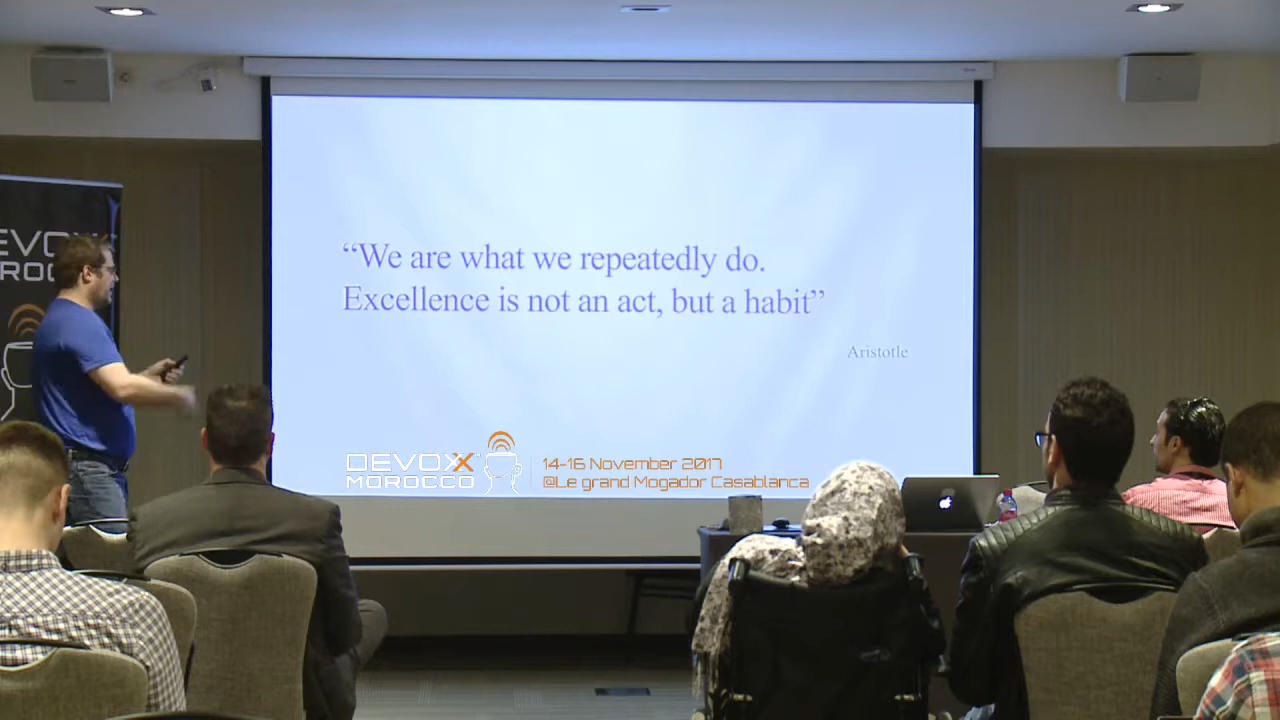 “We are what we repeatedly do.
Excellence is not an act, but a habit”
Aristotle
DEVOXX
MOROCCO
14-16 November 2017
@Le grand Mogador Casablanca